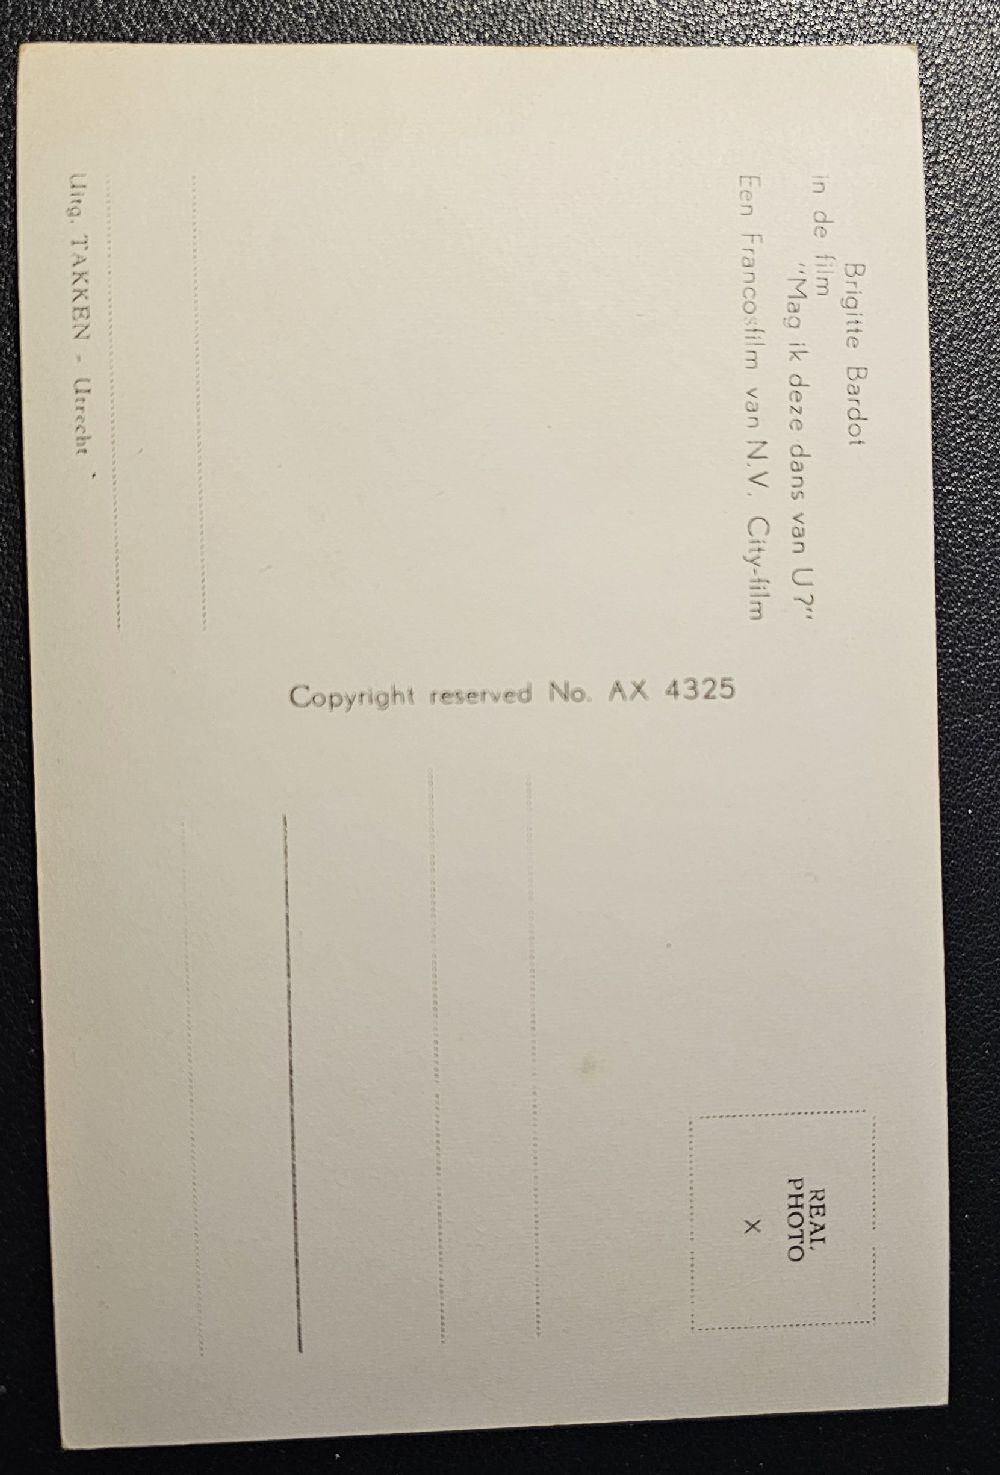 Brigitte Bardot
in de film
"Mag ik deze dans van U?"
Een Francosfilm van N.V. City-film
Copyright reserved No. AX 4325
REAL
PHOTO
X
Uitg. TAKKEN - Utrecht